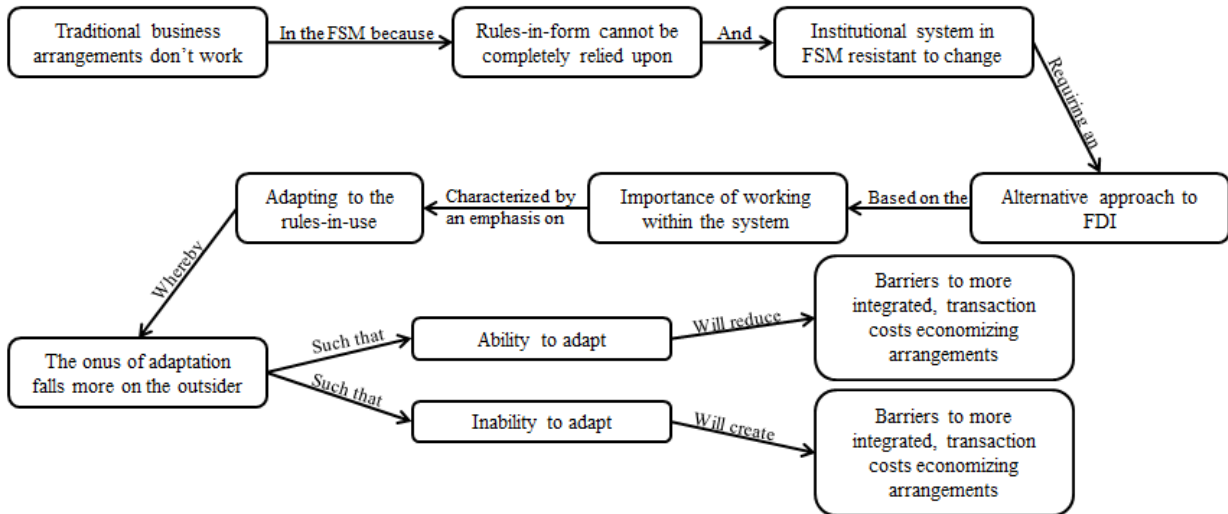 Traditional business
arrangements don’t work
In the FSM because
Rules-in-form cannot be
completely relied upon
And
Institutional system in
FSM resistant to change
Requiring an
Alternative approach to
FDI
Based on the
Importance of working
within the system
Characterized by
an emphasis on
Adapting to the
rules-in-use
Whereby
The onus of adaptation
falls more on the outsider
Such that
Ability to adapt
Will reduce
Barriers to more
integrated, transaction
costs economizing
arrangements
Such that
Inability to adapt
Will create
Barriers to more
integrated, transaction
costs economizing
arrangements